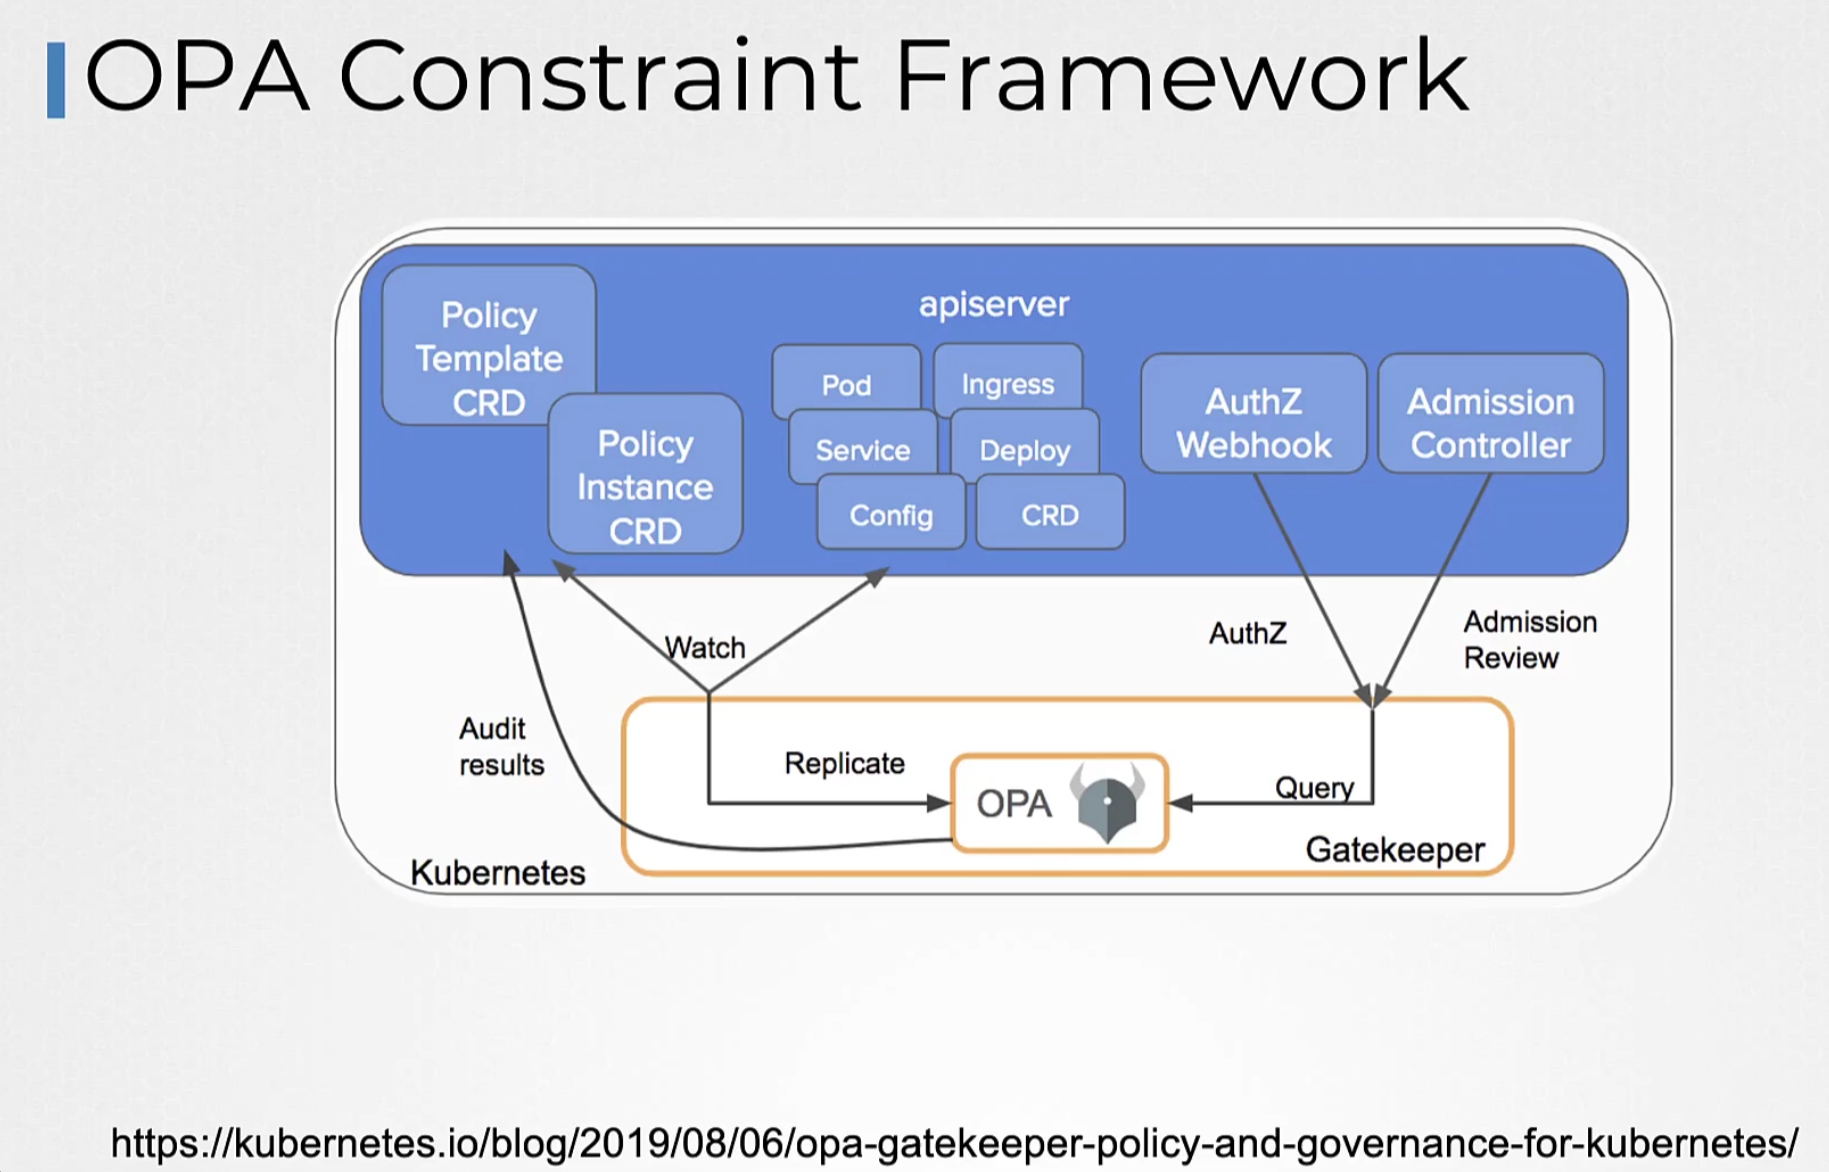 OPA Constraint Framework
Policy
Template
CRD
Policy
Instance
CRD
apiserver
Pod
Ingress
Service
Deploy
Config
CRD
AuthZ
Webhook
Admission
Controller
Watch
AuthZ
Admission
Review
Audit
results
Replicate
OPA
Query
Gatekeeper
Kubernetes
https://kubernetes.io/blog/2019/08/06/opa-gatekeeper-policy-and-governance-for-kubernetes/